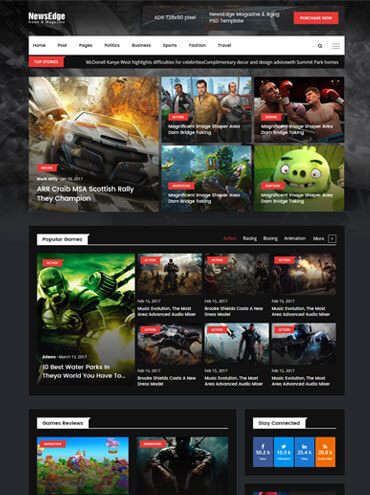 NewsEdge
News & Magazine
ADS 728x90 pixel
NewsEdge Magazine & Bgog
PSD Template
PURCHASE NOW
Home Post Pages Politics Business Sports Fashion Travel
TOP STORIES
McDonell Kanye West highlights difficulties for celebritiesComplimentary decor and design advicewith Summit Park homes
RACING
Mark Willy - Jan 10, 2017
ARR Craib MSA Scottish Rally
They Champion
ACTION
Magnificent Image Shaper Area
Dam Bridge Taking
BOXING
Magnificent Image Shaper Area
Dam Bridge Taking
ADVENTURE
Magnificent Image Shaper Area
Dam Bridge Taking
CARTOON
Magnificent Image Shaper Area
Dam Bridge Taking
Popular Games
Action Racing Boxing Animation More
ACTION
Adams - March 15, 2017
10 Best Water Parks In
Theya World You Have To...
ACTION
Feb 15, 2017
Music Evolution, The Most
Area Advanced Audio Mixer
ACTION
Feb 15, 2017
Brooke Shields Casts A New
Dress Model
ACTION
Feb 15, 2017
Music Evolution, The Most
Area Advanced Audio Mixer
ACTION
Feb 15, 2017
Brooke Shields Casts A New
Dress Model
ACTION
Feb 15, 2017
Music Evolution, The Most
Area Advanced Audio Mixer
ACTION
Feb 15, 2017
Music Evolution, The Most
Area Advanced Audio Mixer
Games Reviews
ANIMATION
ANIMATION
Stay Connected
50.2 k
Fans
10.3 k
25.4 k
Fans
20.8 k